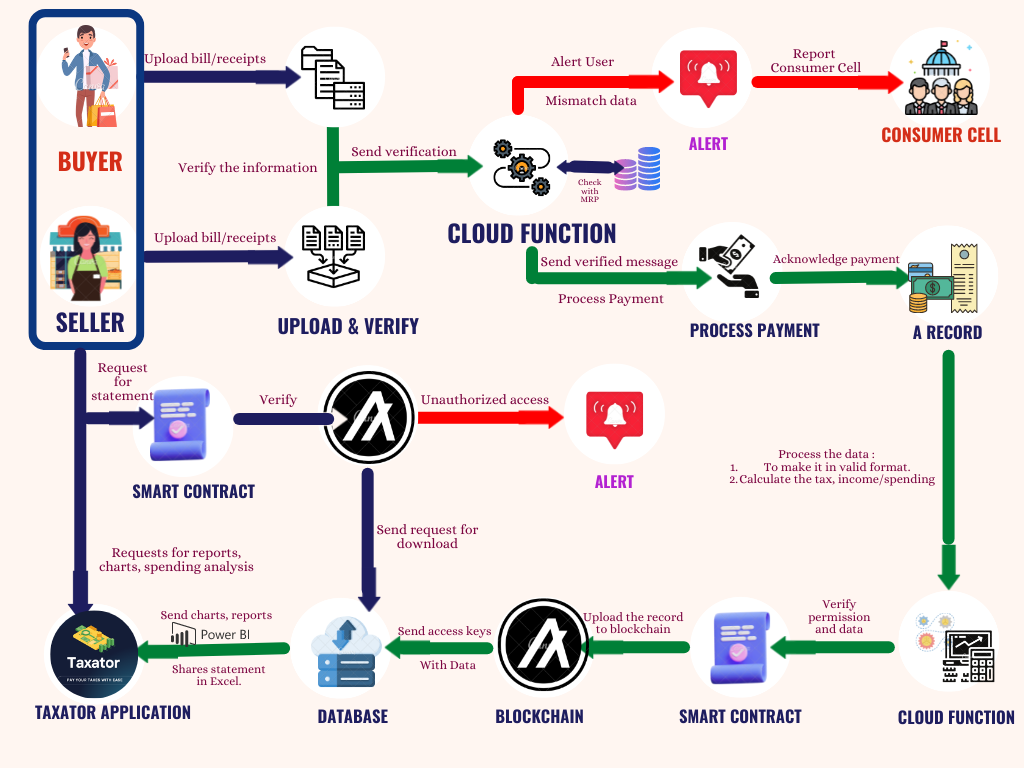 Upload bill/receipts
BUYER
Verify the information
Send verification
Alert User
Mismatch data
ALERT
Report
Consumer Cell
CONSUMER CELL
Check
with
MRP
CLOUD FUNCTION
Upload bill/receipts
SELLER
UPLOAD & VERIFY
Send verified message
Process Payment
PROCESS PAYMENT
Acknowledge payment
A RECORD
Request
for
statement
SMART CONTRACT
Verify
Unauthorized access
ALERT
Process the data :
1. To make it in valid format.
2. Calculate the tax, income/spending
Send request for
download
Requests for reports,
charts, spending analysis
Taxator
PAY YOUR TAXES WITH EASE
TAXATOR APPLICATION
Send charts, reports
Power BI
Shares statement
in Excel.
DATABASE
Send access keys
With Data
BLOCKCHAIN
Upload the record
to blockchain
SMART CONTRACT
Verify
permission
and data
CLOUD FUNCTION